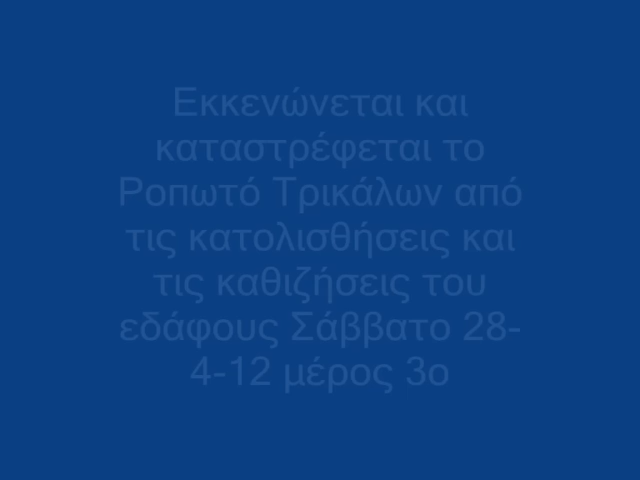 Εκκενώνεται και
καταστρέφεται το
Ροπωτό Τρικάλων από
τις κατολισθήσεις και
τις καθιζήσεις του
εδάφους Σάββατο 28-
4-12 μέρος 3ο